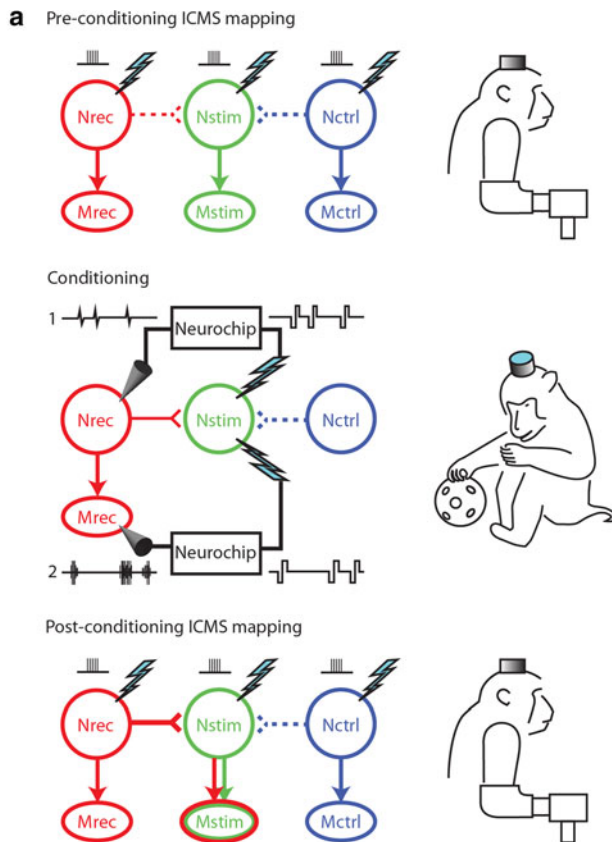 a Pre-conditioning ICMS mapping
Nrec Nstim Nctrl
Mrec Mstim Mctrl
Conditioning
1 Neurochip
Nrec Nstim Nctrl
Mrec
2 Neurochip
Post-conditioning ICMS mapping
Nrec Nstim Nctrl
Mrec Mstim Mctrl